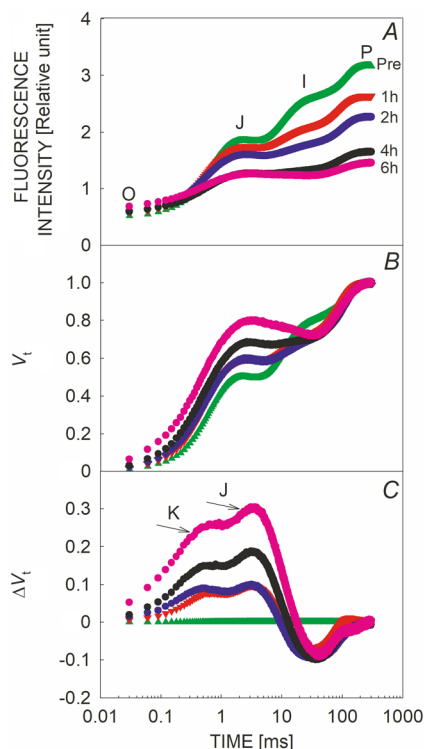 A
P
Pre
I
J
1h
2h
4h
6h
O
FLUORESCENCE
INTENSITY [Relative unit]
4
3
2
1
0
B
Vt
1.0
0.8
0.6
0.4
0.2
0
C
J
K
ΔVt
0.3
0.2
0.1
0
-0.1
-0.2
0.01 0.1 1 10 100 1000
TIME [ms]